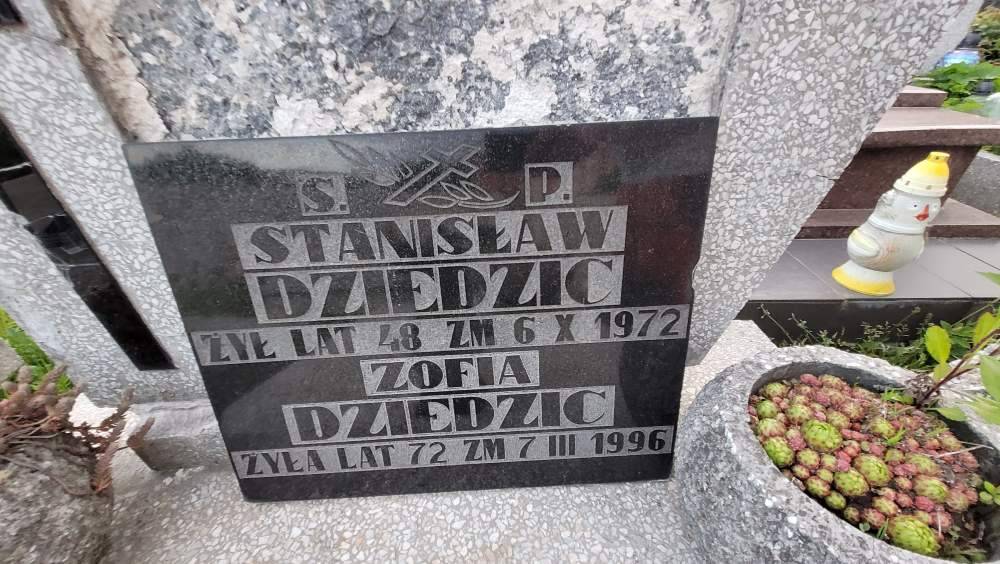 Ś. P.
STANISŁAW
DZIEDZIC
ŻYŁ LAT 48 ZM 6 X 1972
ZOFIA
DZIEDZIC
ŻYŁA LAT 72 ZM 7 III 1996